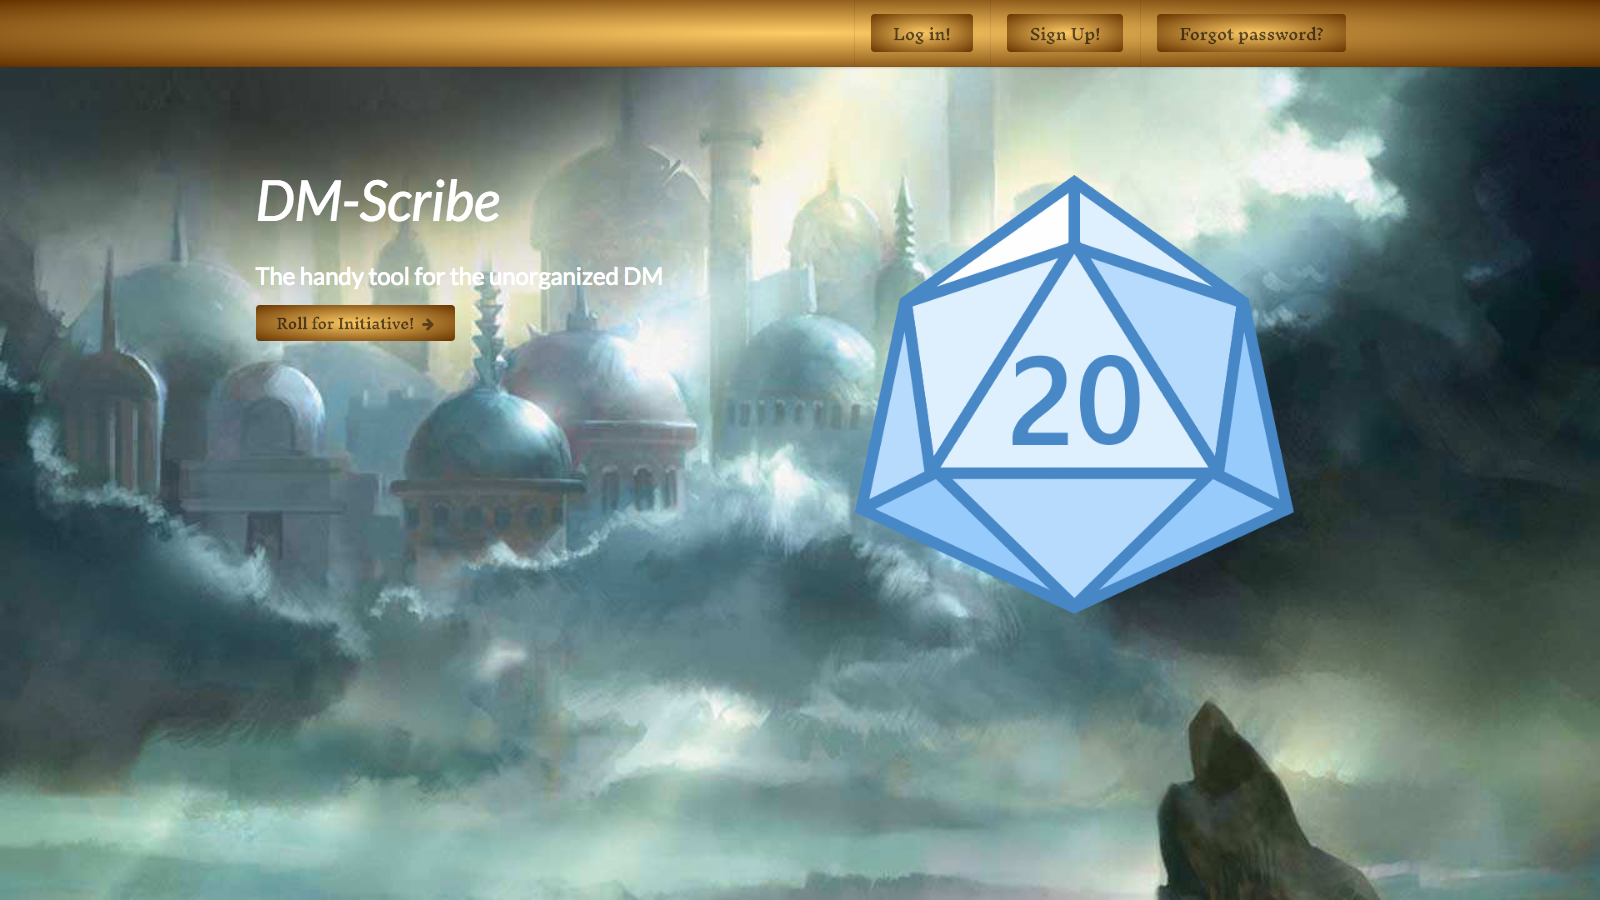 Log in!
Sign Up!
Forgot password?
DM-Scribe
The handy tool for the unorganized DM
Roll for Initiative!
20